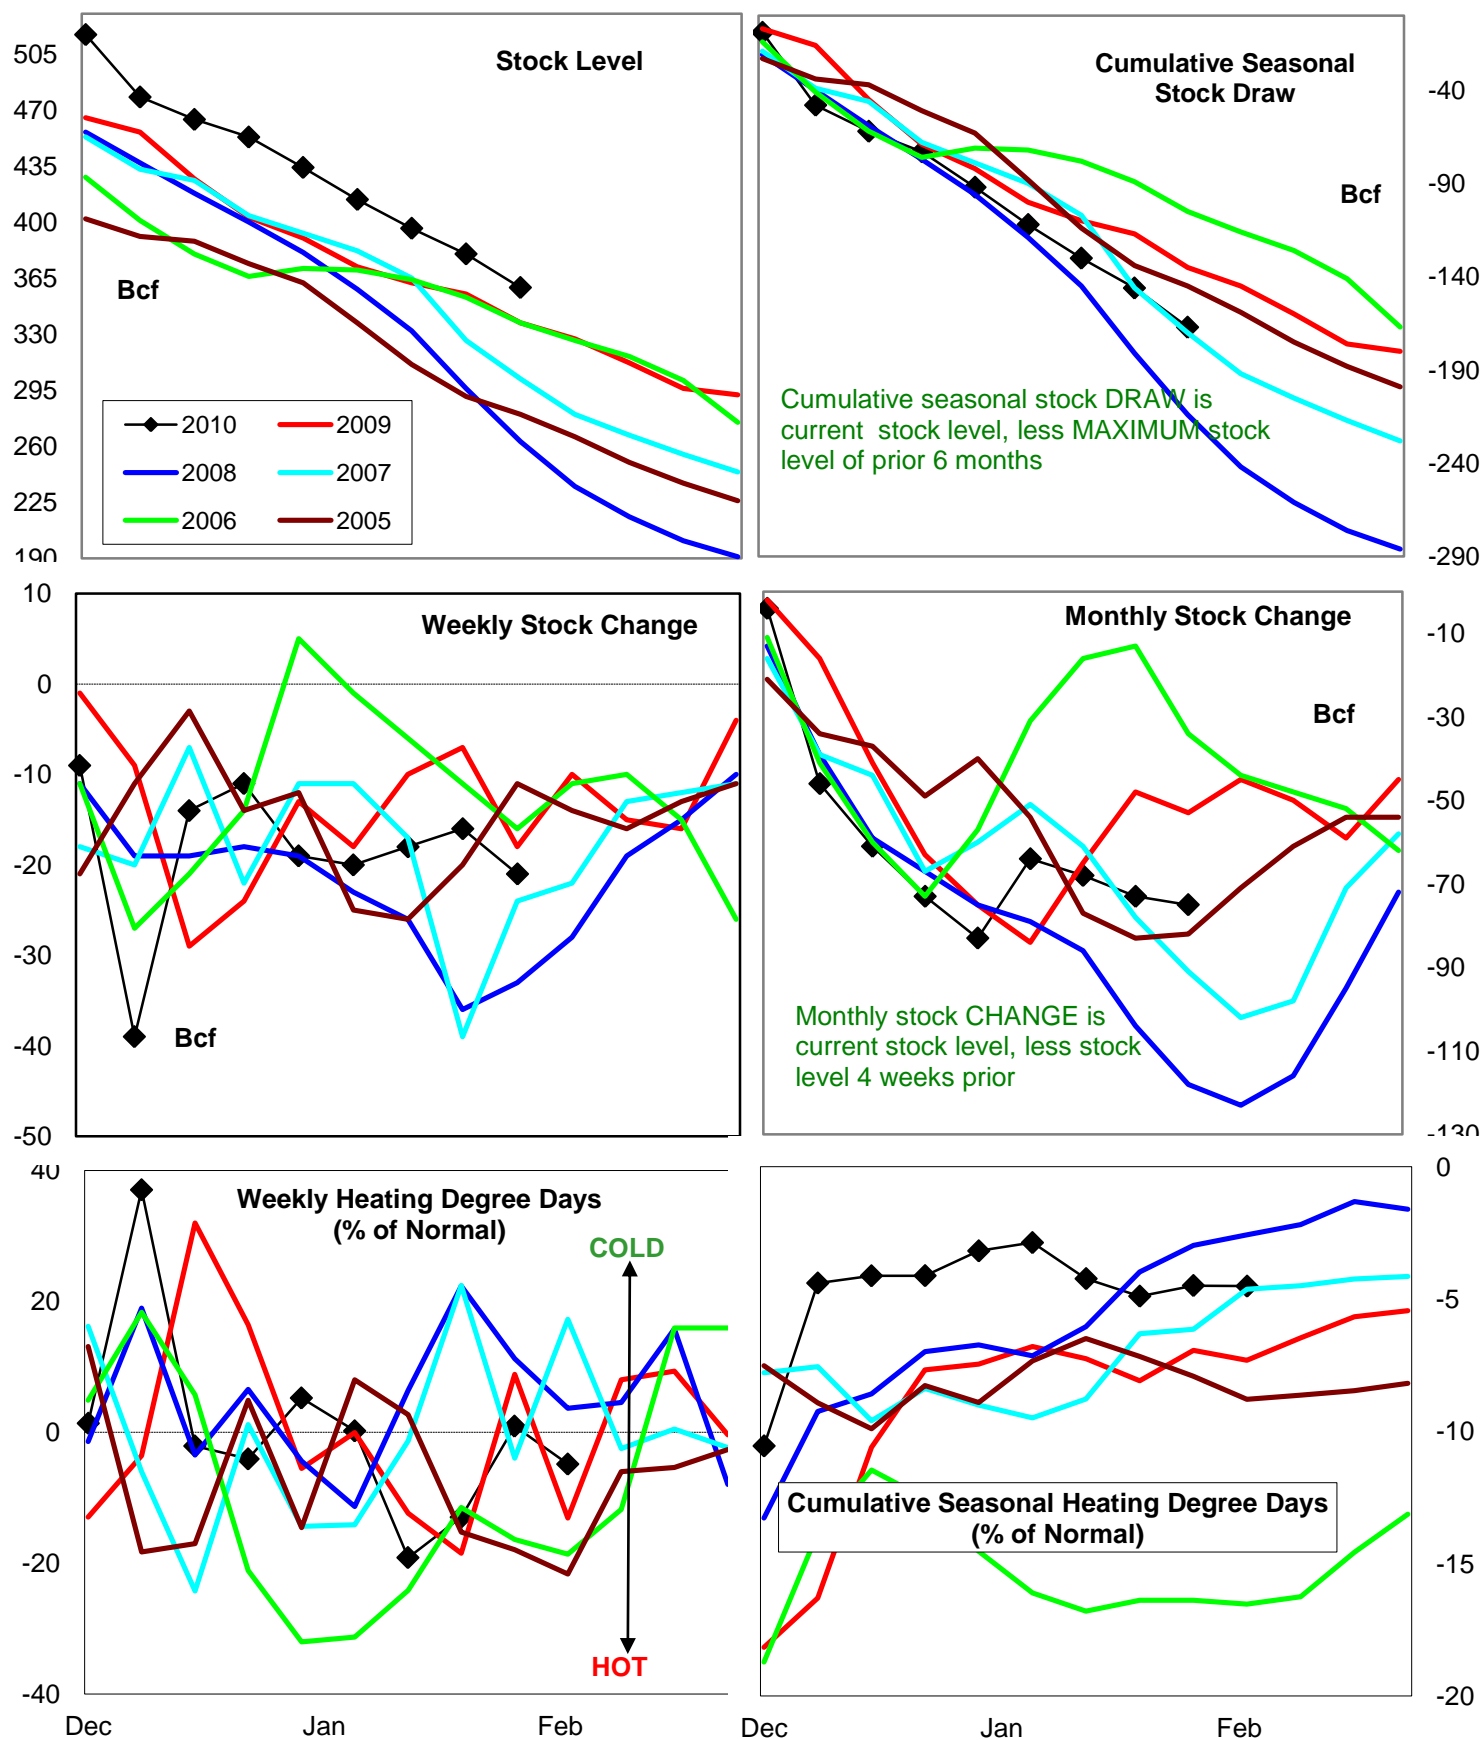 Stock Level
505
470
435
400
365
330
295
260
225
190
Bcf
2010
2009
2008
2007
2006
2005
Cumulative Seasonal
Stock Draw
Bcf
-40
-90
-140
-190
-240
-290
Cumulative seasonal stock DRAW is
current stock level, less MAXIMUM stock
level of prior 6 months
Weekly Stock Change
10
0
-10
-20
-30
-40
-50
Bcf
Monthly Stock Change
Bcf
-10
-30
-50
-70
-90
-110
-130
Monthly stock CHANGE is
current stock level, less stock
level 4 weeks prior
Weekly Heating Degree Days
(% of Normal)
40
20
0
-20
-40
COLD
HOT
Dec
Jan
Feb
0
-5
-10
-15
-20
Cumulative Seasonal Heating Degree Days
(% of Normal)
Dec
Jan
Feb